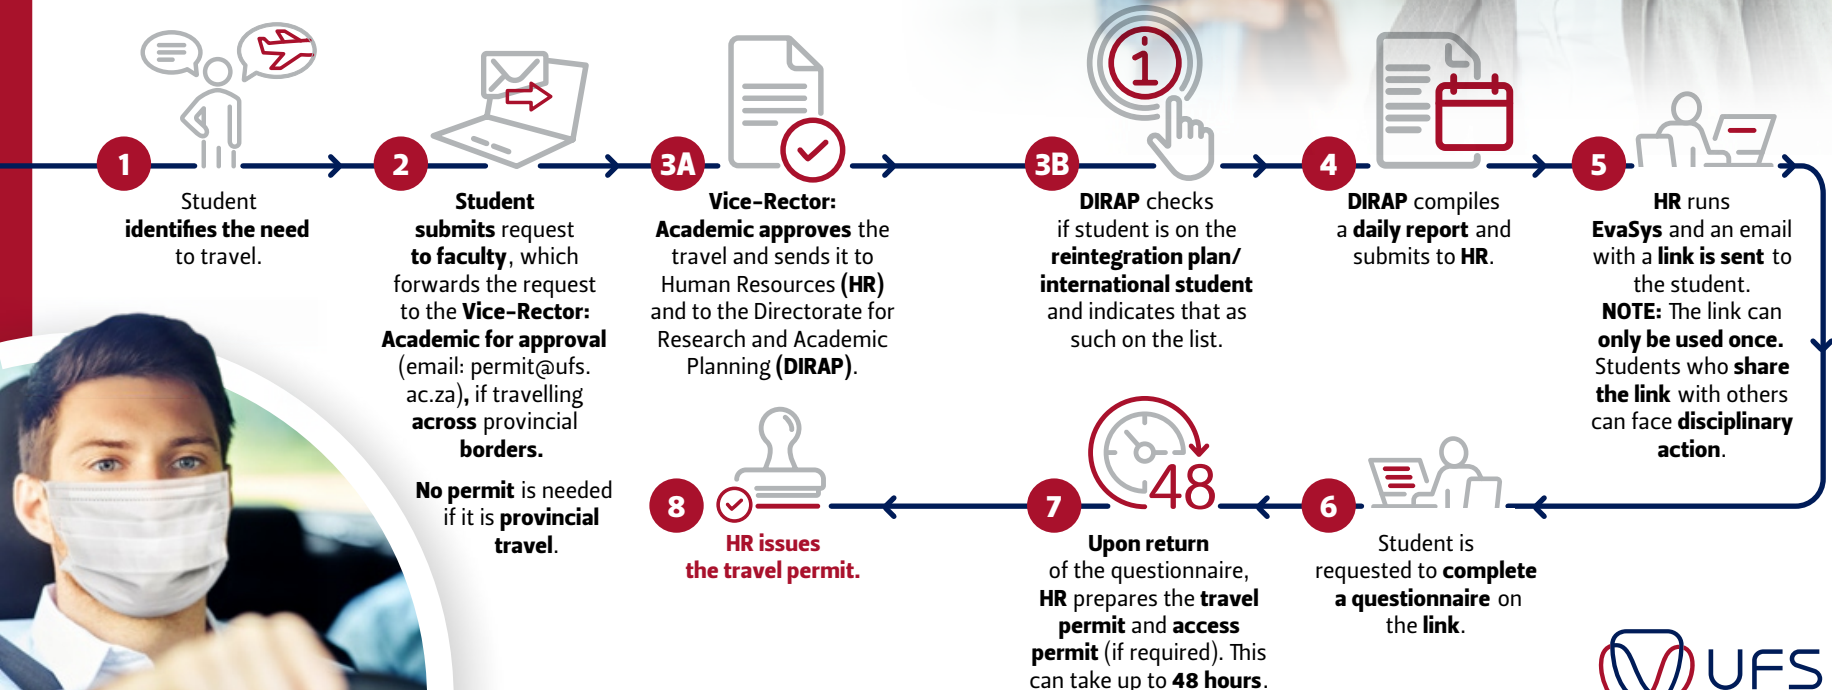 1
Student
identifies the need
to travel.
2
Student
submits request
to faculty, which
forwards the request
to the Vice-Rector:
Academic for approval
(email: permit@ufs.
ac.za), if travelling
across provincial
borders.
No permit is needed
if it is provincial
travel.
3A
Vice-Rector:
Academic approves the
travel and sends it to
Human Resources (HR)
and to the Directorate for
Research and Academic
Planning (DIRAP).
3B
i
DIRAP checks
if student is on the
reintegration plan/
international student
and indicates that as
such on the list.
4
DIRAP compiles
a daily report and
submits to HR.
5
HR runs
EvaSys and an email
with a link is sent to
the student.
NOTE: The link can
only be used once.
Students who share
the link with others
can face disciplinary
action.
6
Student is
requested to complete
a questionnaire on
the link.
7
48
Upon return
of the questionnaire,
HR prepares the travel
permit and access
permit (if required). This
can take up to 48 hours.
8
HR issues
the travel permit.
UFS